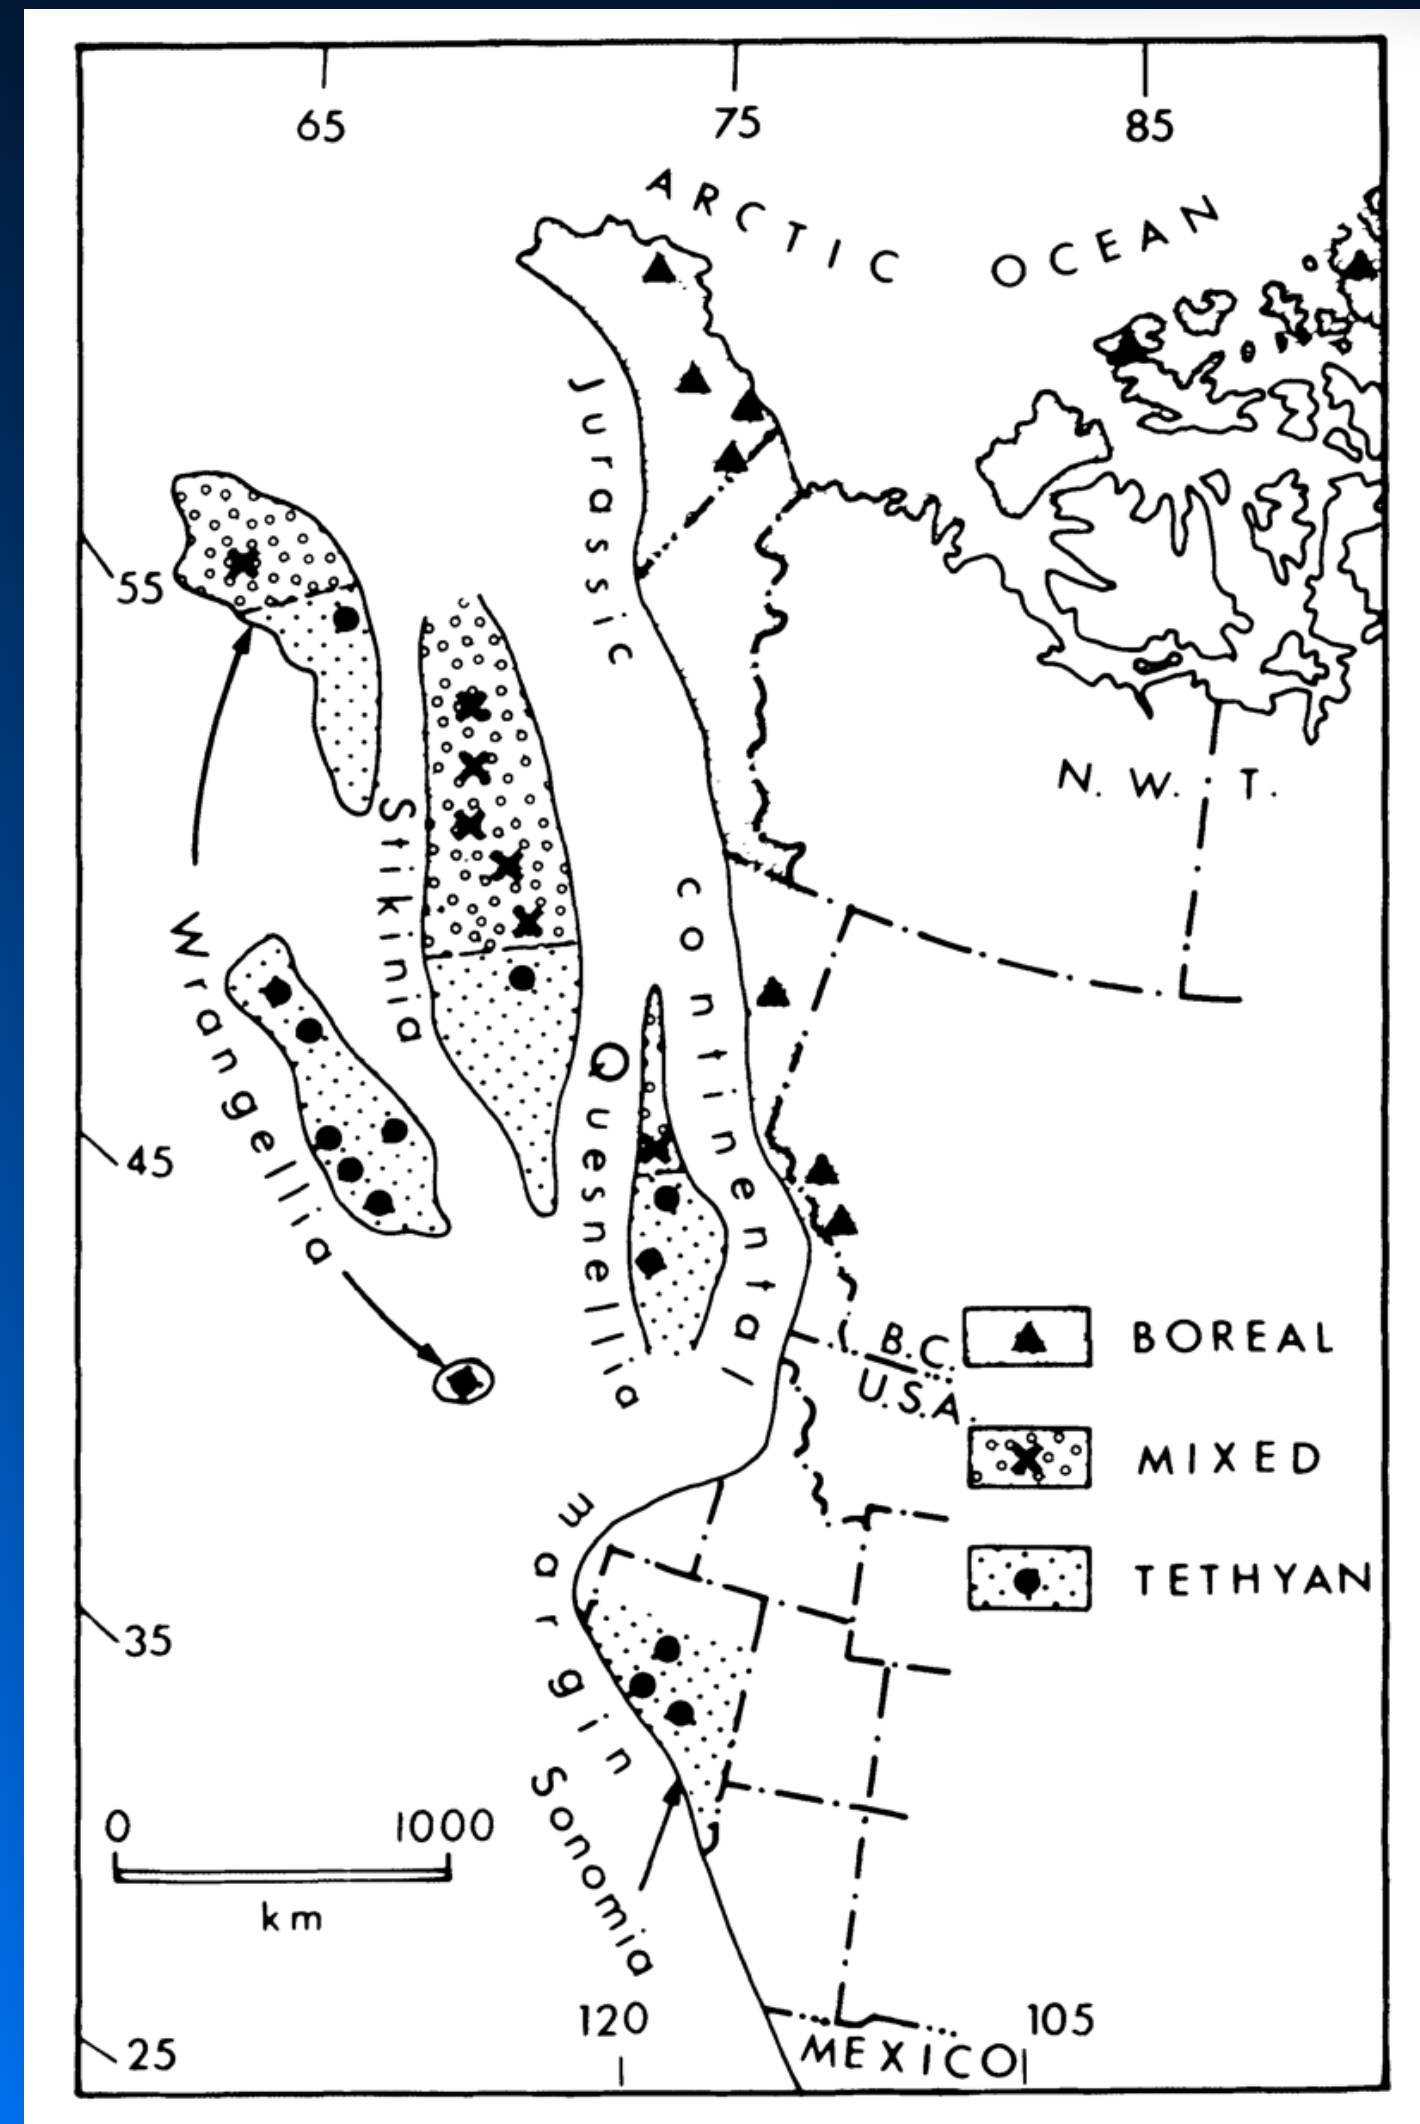 65
75
85
ARCTIC OCEAN
Jurassic continental margin
55
N. W. T.
Stikinia
Wrangellia
Quesnellia
45
B.C.
U.S.A.
BOREAL
MIXED
TETHYAN
35
Sonomia
0 1000
km
120
105
MEXICO
25